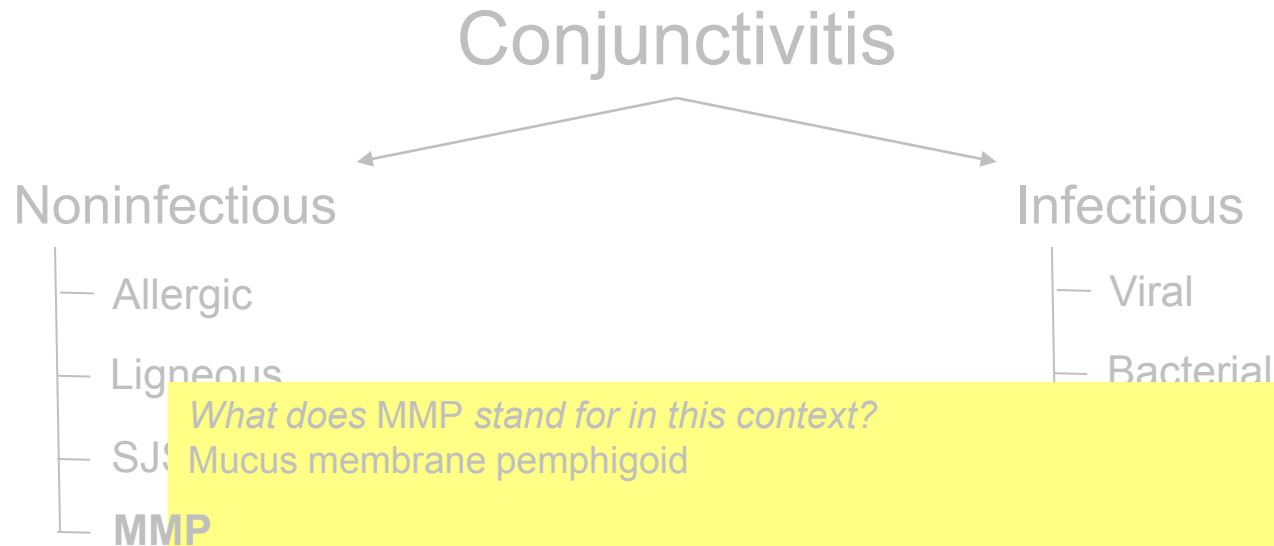 Conjunctivitis
Noninfectious
Infectious
Allergic
Viral
Ligneous
Bacterial
What does MMP stand for in this context?
SJS
Mucus membrane pemphigoid
MMP